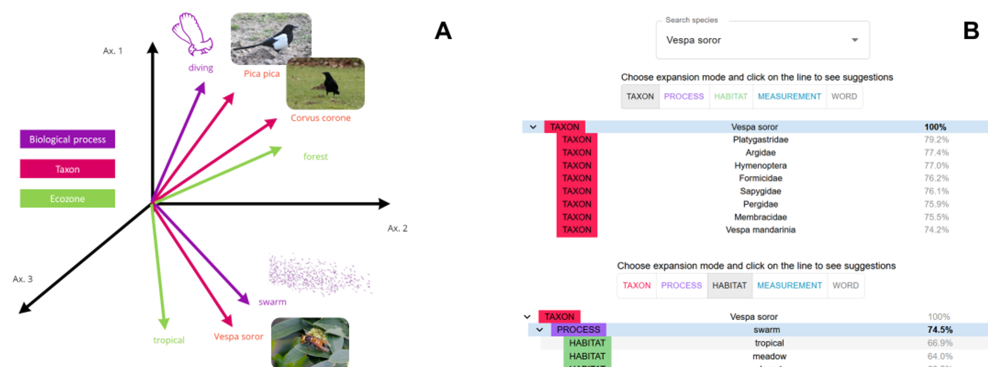 A
Ax. 1
diving
Pica pica
Corvus corone
Biological process
Taxon
Ecozone
forest
Ax. 2
Ax. 3
swarm
Vespa soror
tropical
B
Search species
Vespa soror
Choose expansion mode and click on the line to see suggestions
TAXON PROCESS HABITAT MEASUREMENT WORD
TAXON Vespa soror 100%
TAXON Platygastridae 79.2%
TAXON Argidae 77.4%
TAXON Hymenoptera 77.0%
TAXON Formicidae 76.2%
TAXON Sapygidae 76.1%
TAXON Pergidae 75.9%
TAXON Membracidae 75.5%
TAXON Vespa mandarinia 74.2%
Choose expansion mode and click on the line to see suggestions
TAXON PROCESS HABITAT MEASUREMENT WORD
TAXON Vespa soror 100%
PROCESS swarm 74.5%
HABITAT tropical 66.9%
HABITAT meadow 64.0%